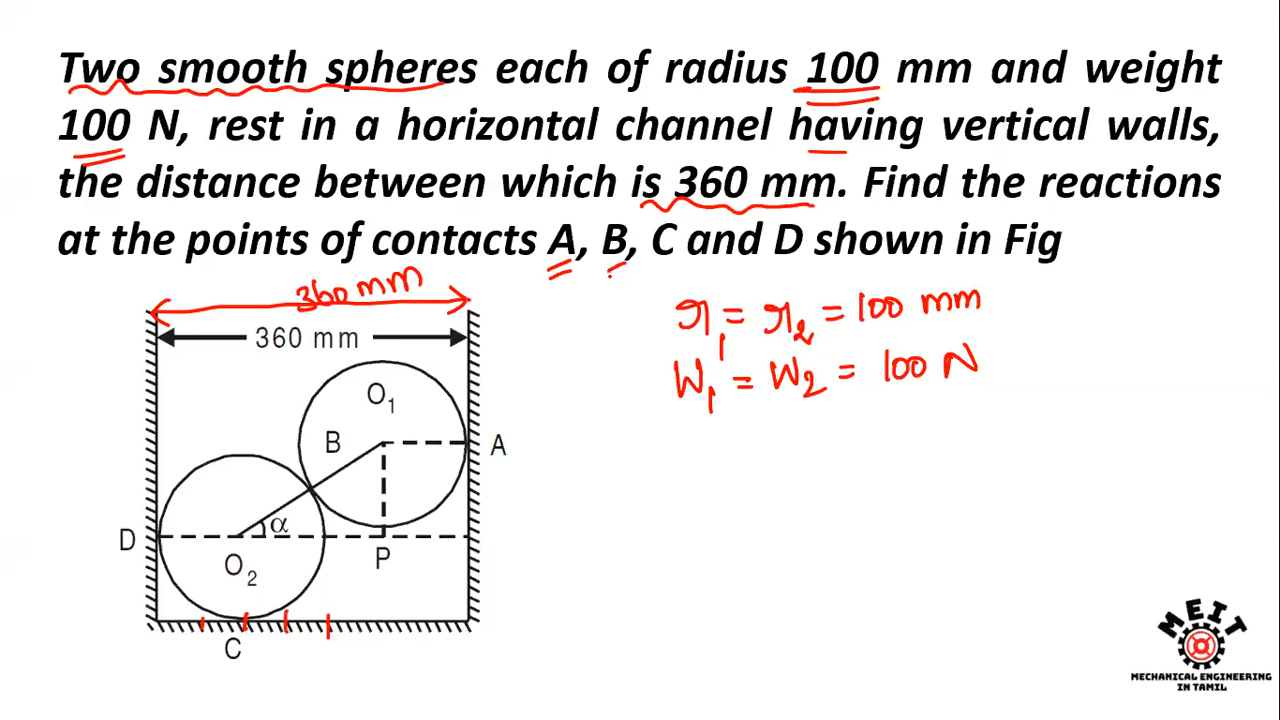 Two smooth spheres each of radius 100 mm and weight
100 N, rest in a horizontal channel having vertical walls,
the distance between which is 360 mm. Find the reactions
at the points of contacts A, B, C and D shown in Fig
360 mm
360 mm
r₁ = r₂ = 100 mm
W₁ = W₂ = 100 N
O₁
B
A
α
D
O₂
P
C
MEIT
MECHANICAL ENGINEERING
IN TAMIL